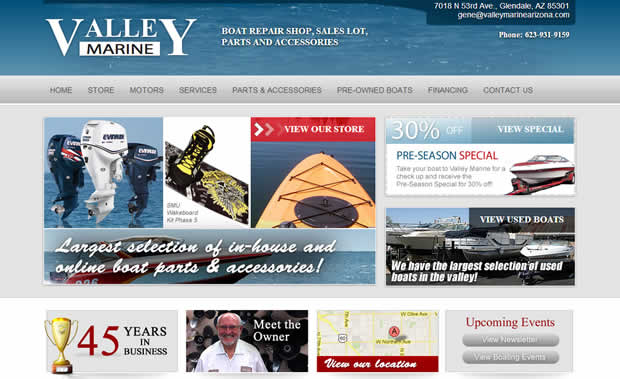 VALLEY
MARINE
BOAT REPAIR SHOP, SALES LOT,
PARTS AND ACCESSORIES
7018 N 53rd Ave., Glendale, AZ 85301
gene@valleymarinearizona.com
Phone: 623-931-9159
HOME STORE MOTORS SERVICES PARTS & ACCESSORIES PRE-OWNED BOATS FINANCING CONTACT US
EVINRUDE
SMU
Wakeboard
Kit Phase 5
VIEW OUR STORE
Largest selection of in-house and
online boat parts & accessories!
30% OFF
VIEW SPECIAL
PRE-SEASON SPECIAL
Take your boat to Valley Marine for a
check up and receive the
Pre-Season Special for 30% off!
VIEW USED BOATS
We have the largest selection of used
boats in the valley!
45 YEARS
IN
BUSINESS
Meet the
Owner
W Olive Ave
60
A
W Northern Ave
View our location
Upcoming Events
View Newsletter
View Boating Events